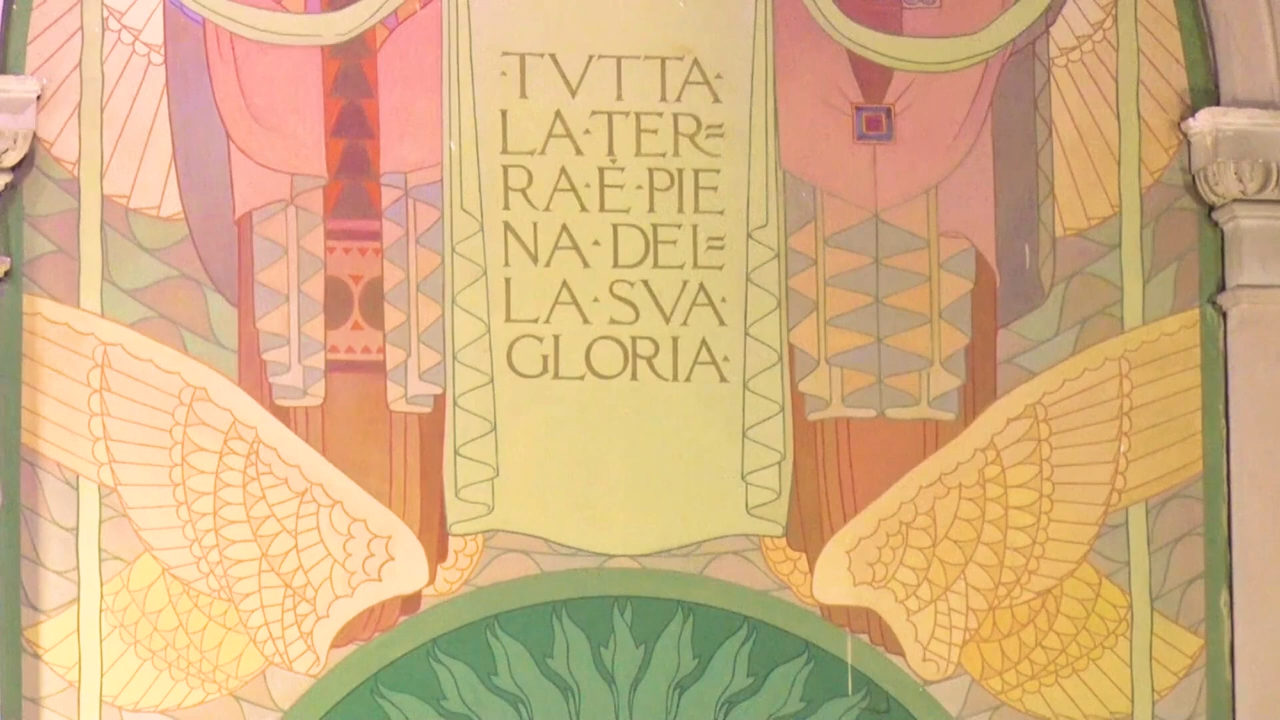 ·TVTTA·
LA·TER=
RA·È·PIE
NA·DEL=
LA·SVA·
GLORIA·